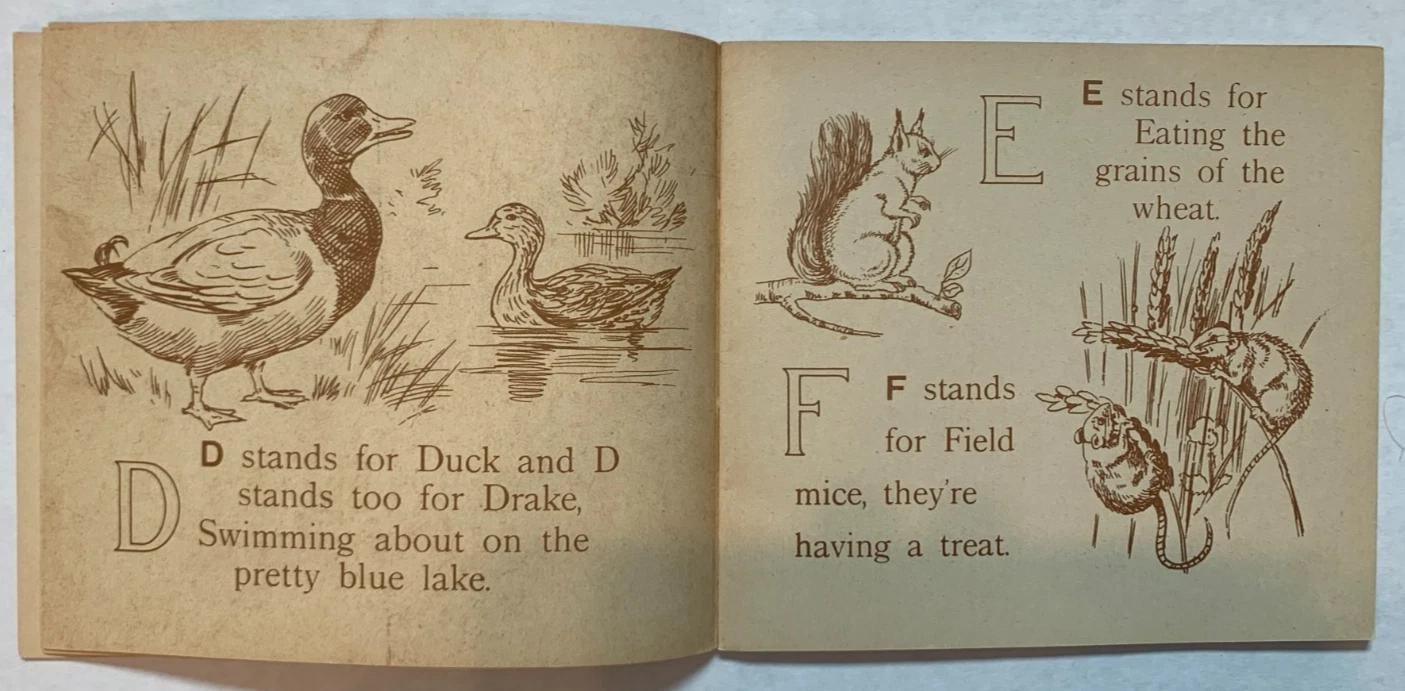 D
D stands for Duck and D
stands too for Drake,
Swimming about on the
pretty blue lake.
E
E stands for
Eating the
grains of the
wheat.
F
F stands
for Field
mice, they're
having a treat.